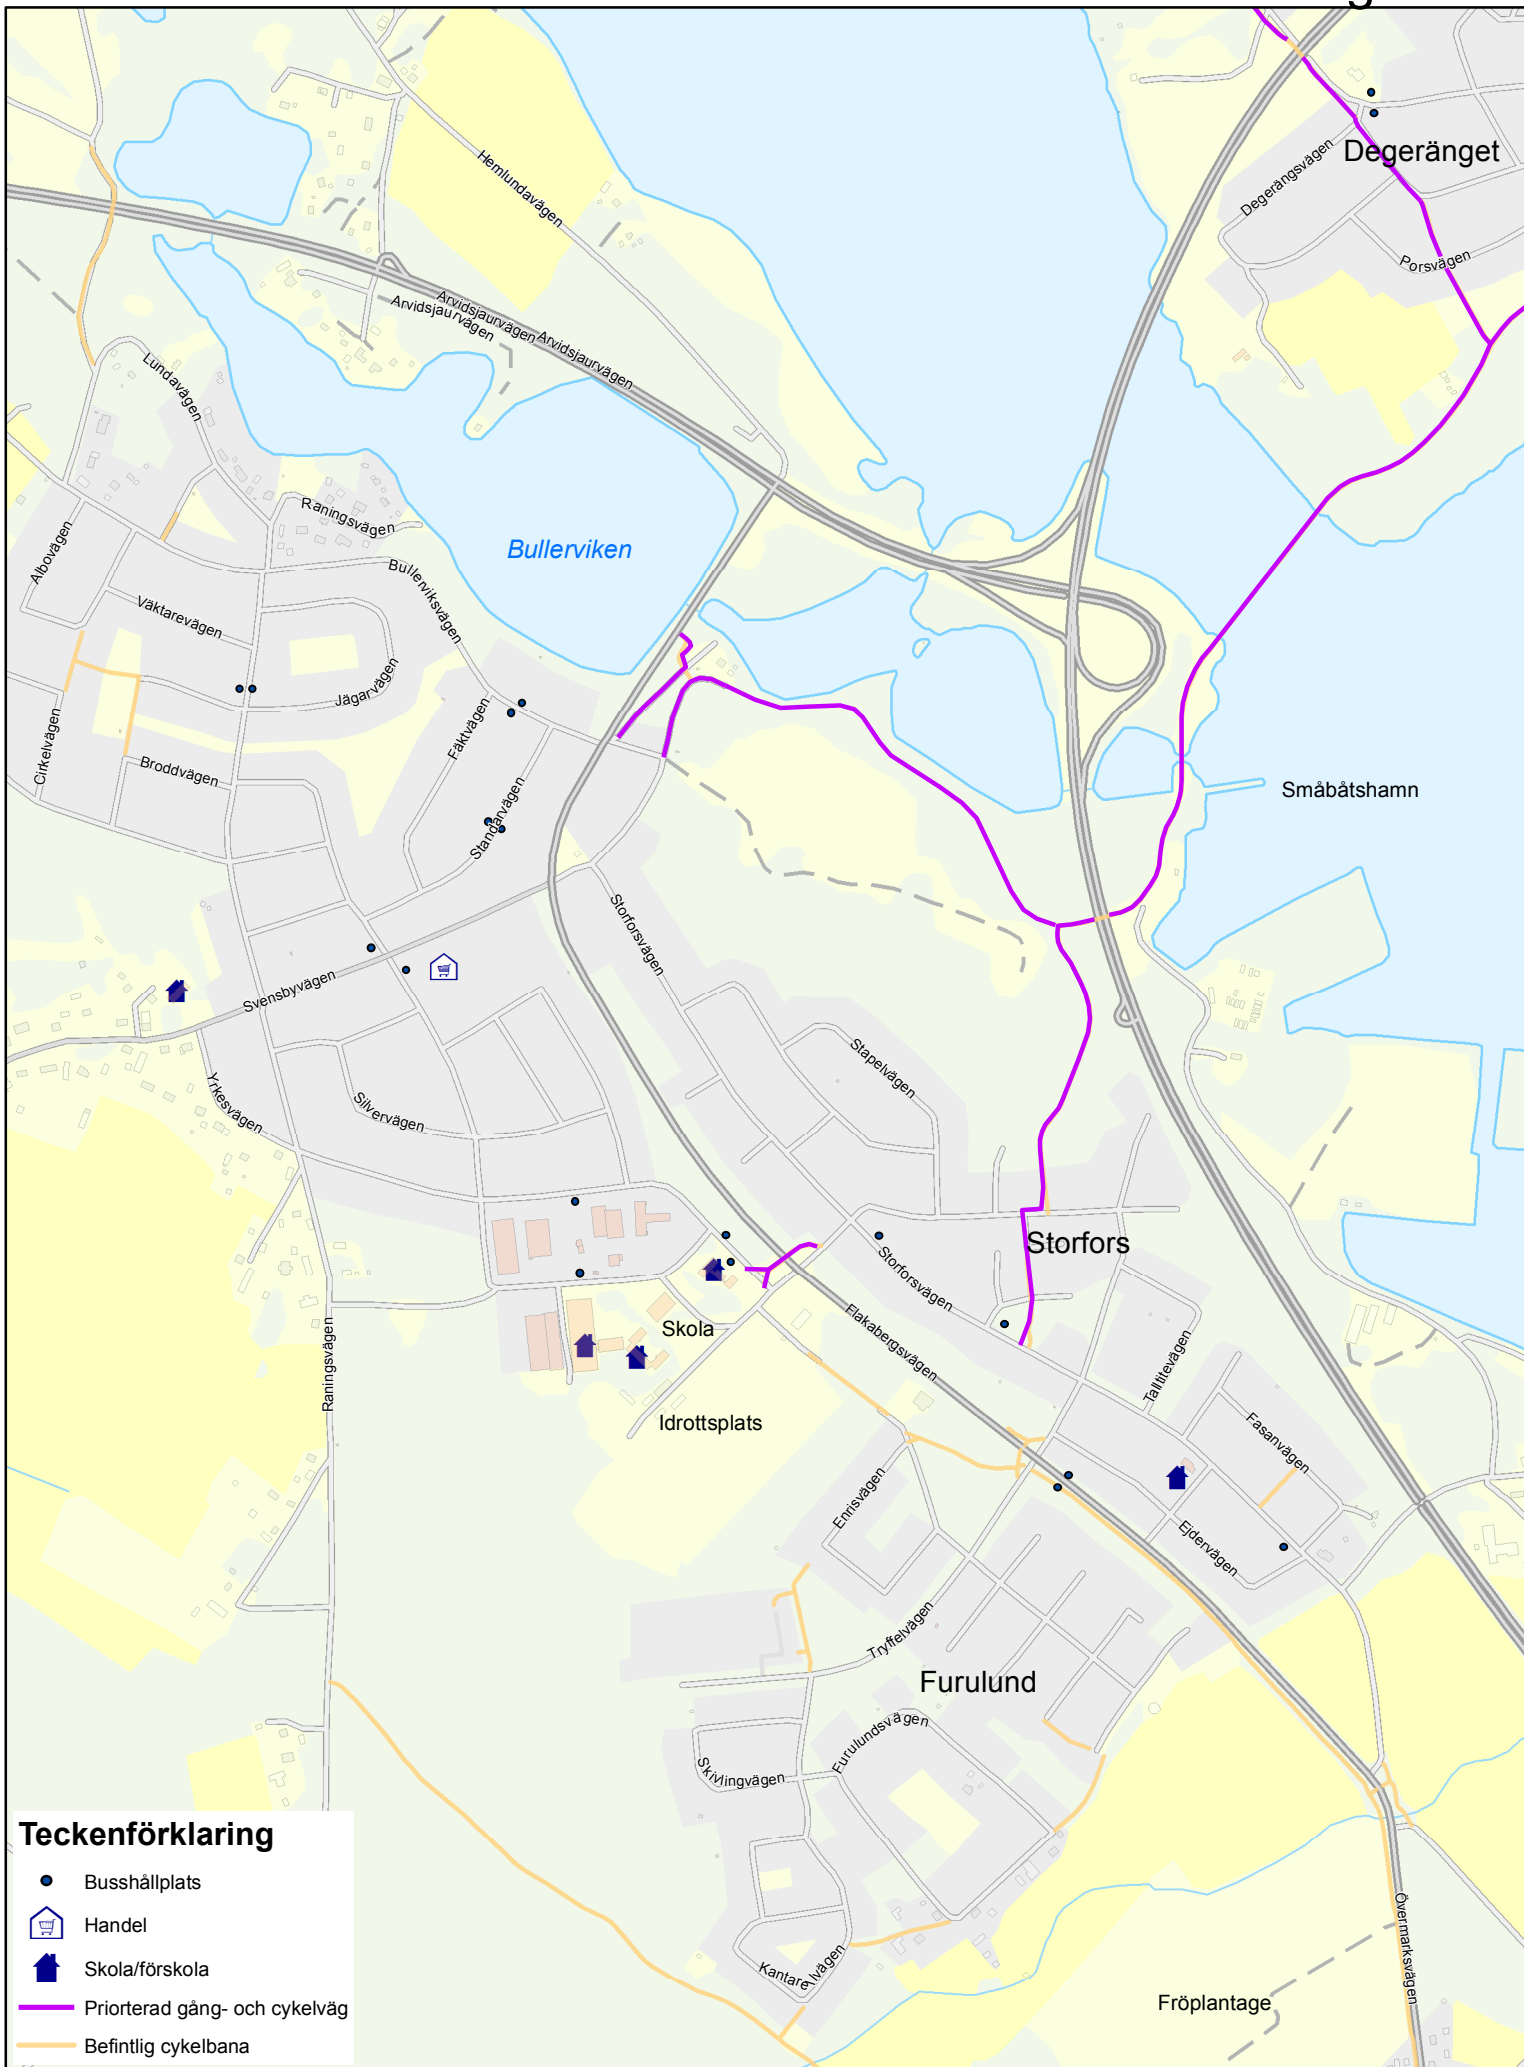 Degeränget
Degerängsvägen
Porsvägen
Hemlundavägen
Arvidsjaurvägen
Arvidsjaurvägen
Arvidsjaurvägen
Lundavägen
Raningsvägen
Albovägen
Bullerviken
Bullerviksvägen
Väktarevägen
Jägarvägen
Cirkelvägen
Fäktvägen
Broddvägen
Standarvägen
Småbåtshamn
Storforsvägen
Svensbyvägen
Stapelvägen
Yrkesvägen
Silvervägen
Storfors
Storforsvägen
Flakabergsvägen
Skola
Raningsvägen
Talltitevägen
Idrottsplats
Fasanvägen
Enrisvägen
Ejdervägen
Tryffelvägen
Furulund
Furulundsvägen
Skivlingvägen
Kantarellvägen
Övermarksvägen
Fröplantage
Teckenförklaring
Busshållplats
Handel
Skola/förskola
Priorterad gång- och cykelväg
Befintlig cykelbana